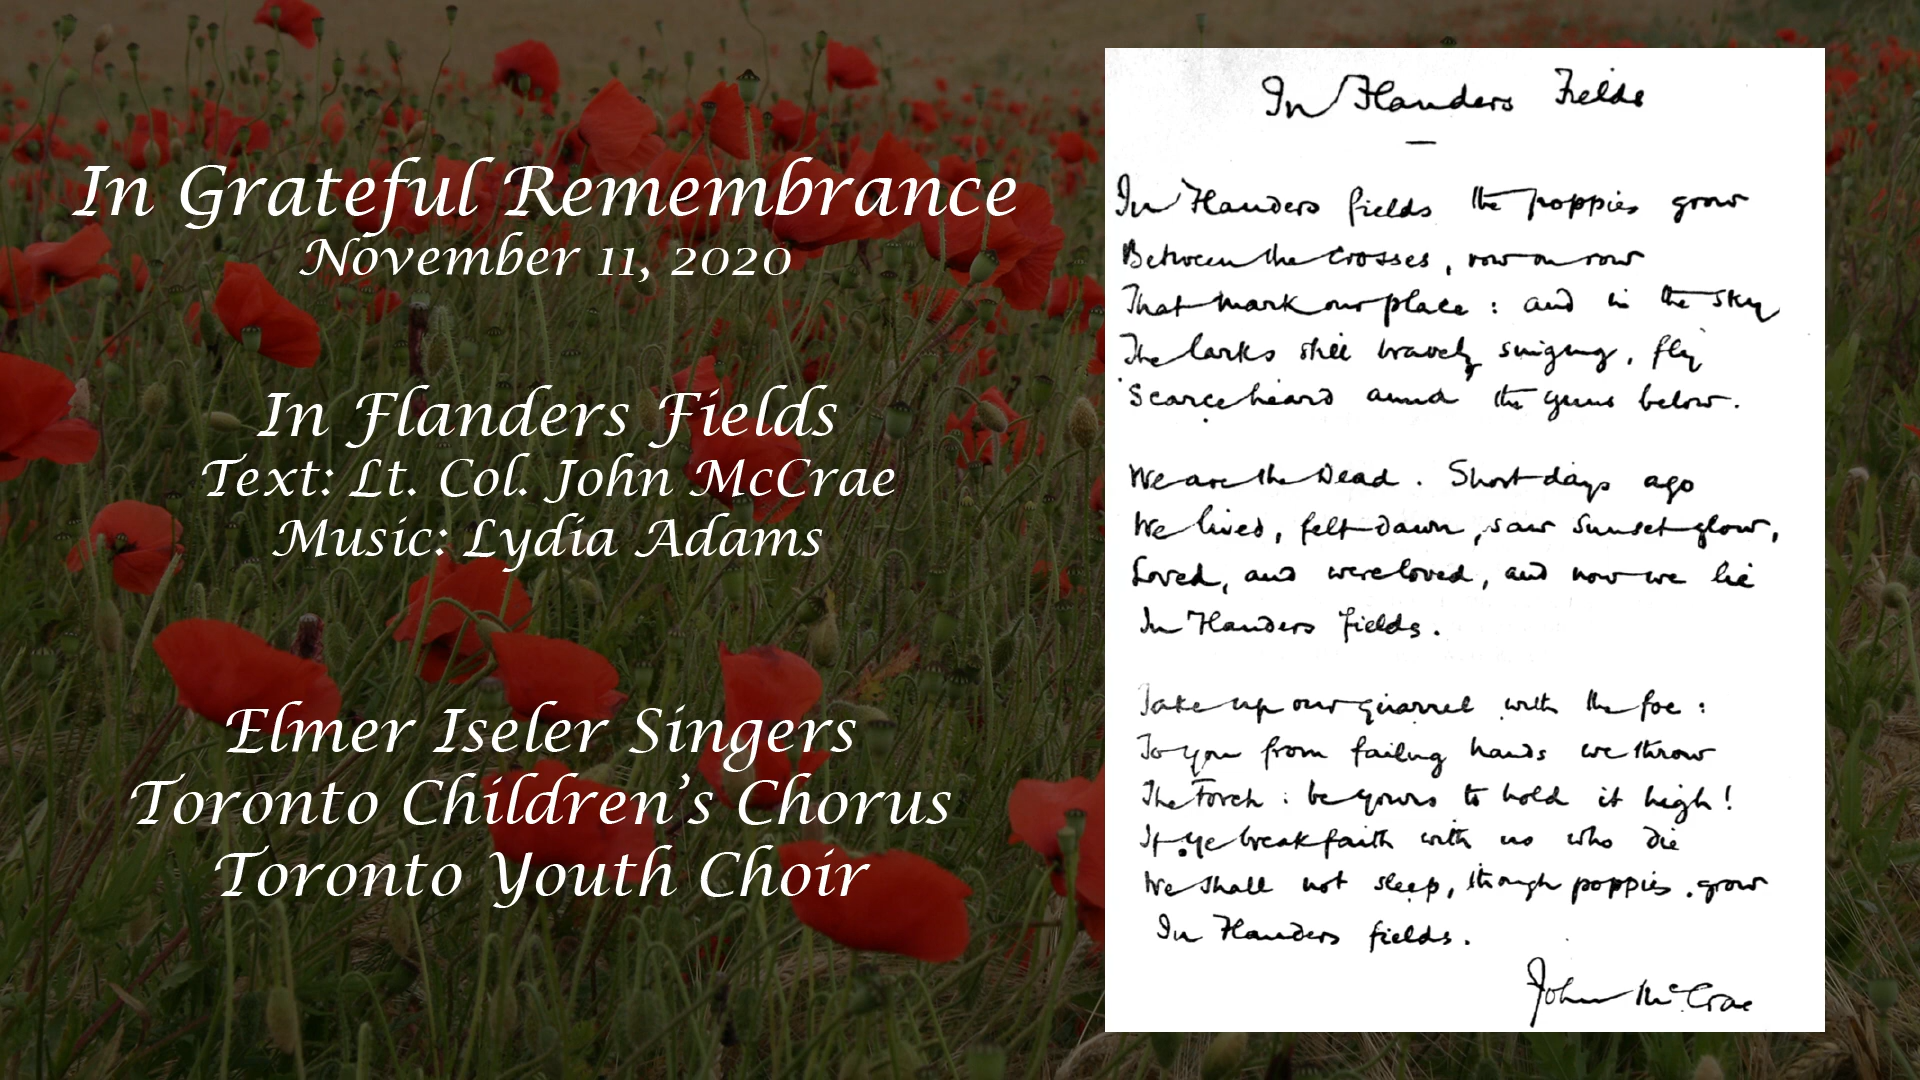 In Grateful Remembrance
November 11, 2020
In Flanders Fields
Text: Lt. Col. John McCrae
Music: Lydia Adams
Elmer Iseler Singers
Toronto Children’s Chorus
Toronto Youth Choir
In Flanders Fields
In Flanders fields the poppies grow
Between the crosses, row on row
That mark our place : and in the sky
The larks still bravely singing, fly
Scarce heard amid the guns below.
We are the Dead. Short days ago
We lived, felt dawn, saw sunset glow,
Loved, and were loved, and now we lie
In Flanders fields.
Take up our quarrel with the foe :
To you from failing hands we throw
The Torch : be yours to hold it high!
If ye break faith with us who die
We shall not sleep, though poppies grow
In Flanders fields.
John McCrae